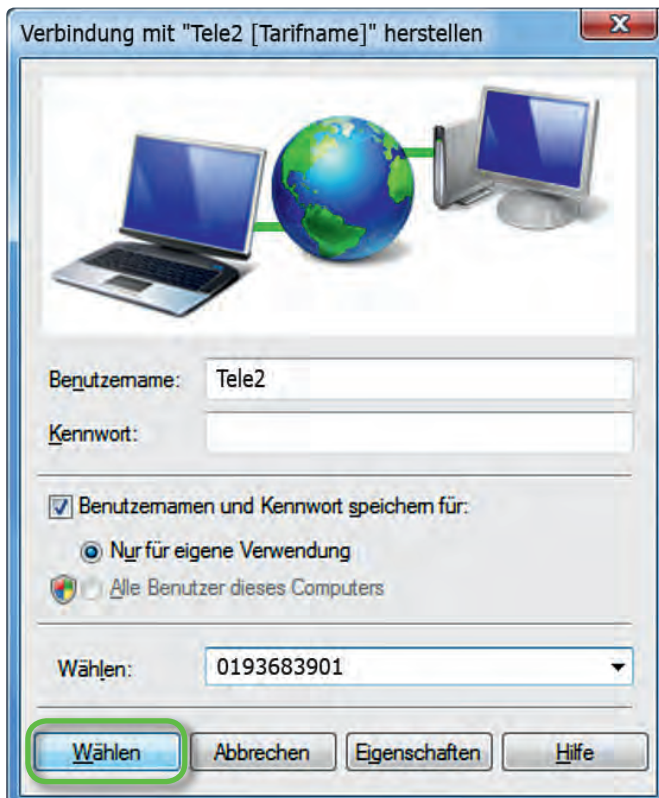 Verbindung mit "Tele2 [Tarifname]" herstellen
Benutzername: Tele2
Kennwort:
Benutzernamen und Kennwort speichern für:
Nur für eigene Verwendung
Alle Benutzer dieses Computers
Wählen: 0193683901
Wählen Abbrechen Eigenschaften Hilfe